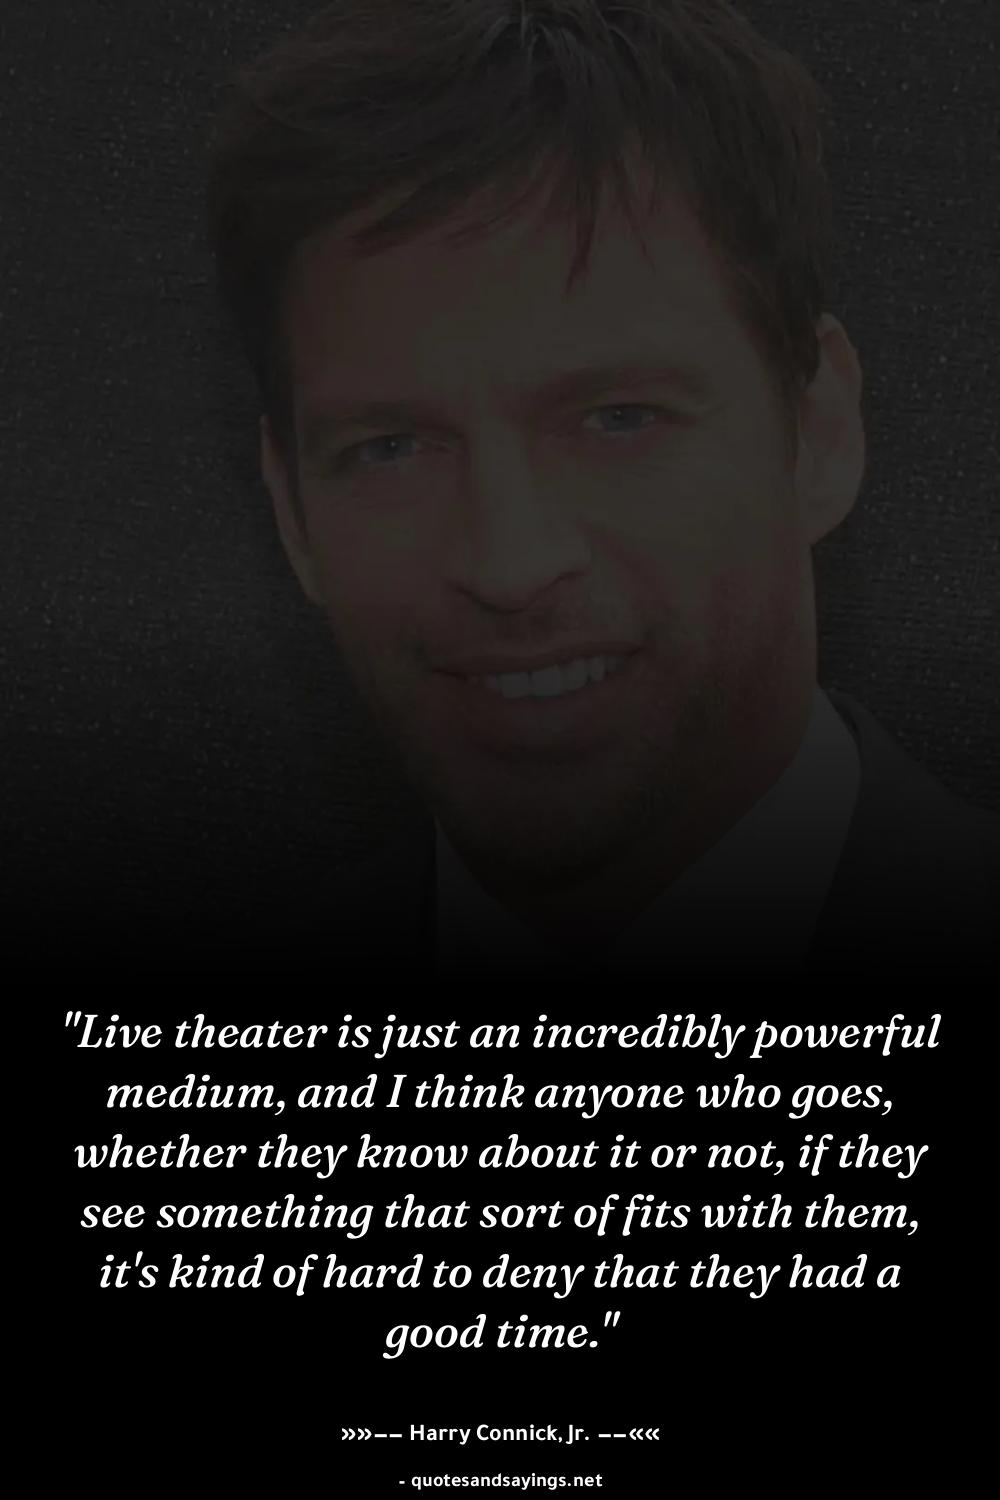 "Live theater is just an incredibly powerful
medium, and I think anyone who goes,
whether they know about it or not, if they
see something that sort of fits with them,
it's kind of hard to deny that they had a
good time."
»»−− Harry Connick, Jr. −−««
- quotesandsayings.net